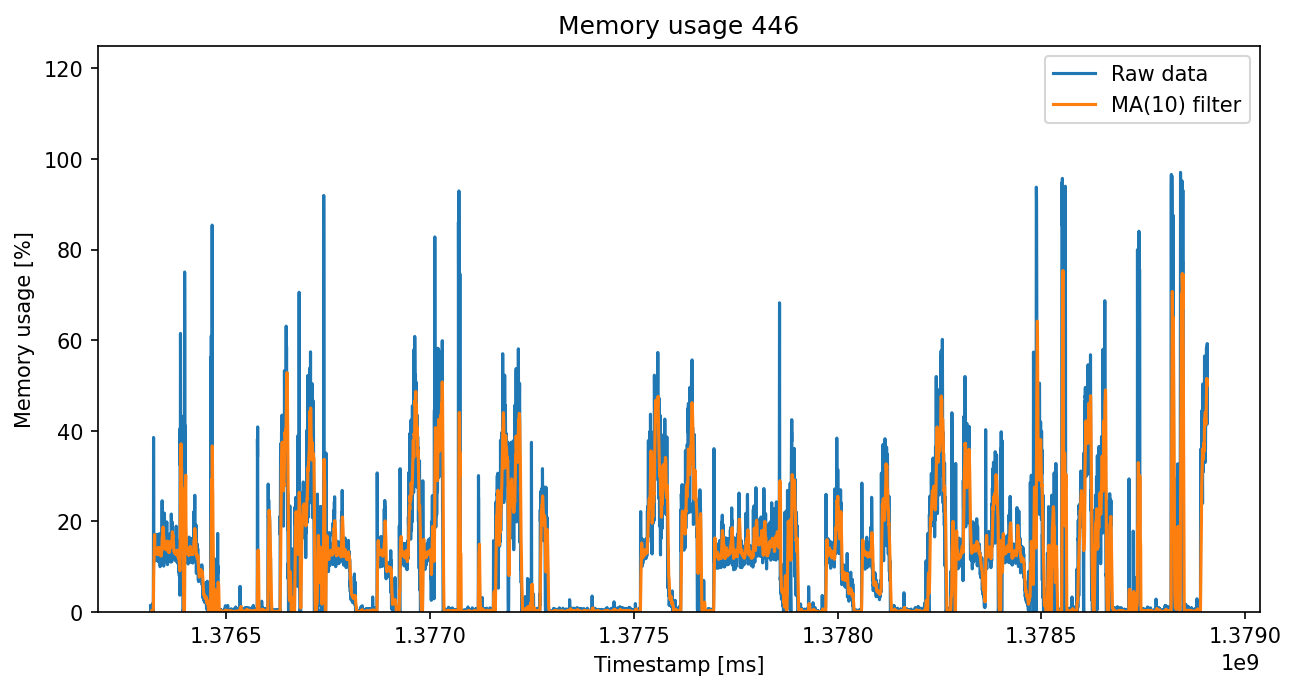 Memory usage 446
Raw data
MA(10) filter
Memory usage [%]
120
100
80
60
40
20
0
1.3765 1.3770 1.3775 1.3780 1.3785 1.3790
1e9
Timestamp [ms]